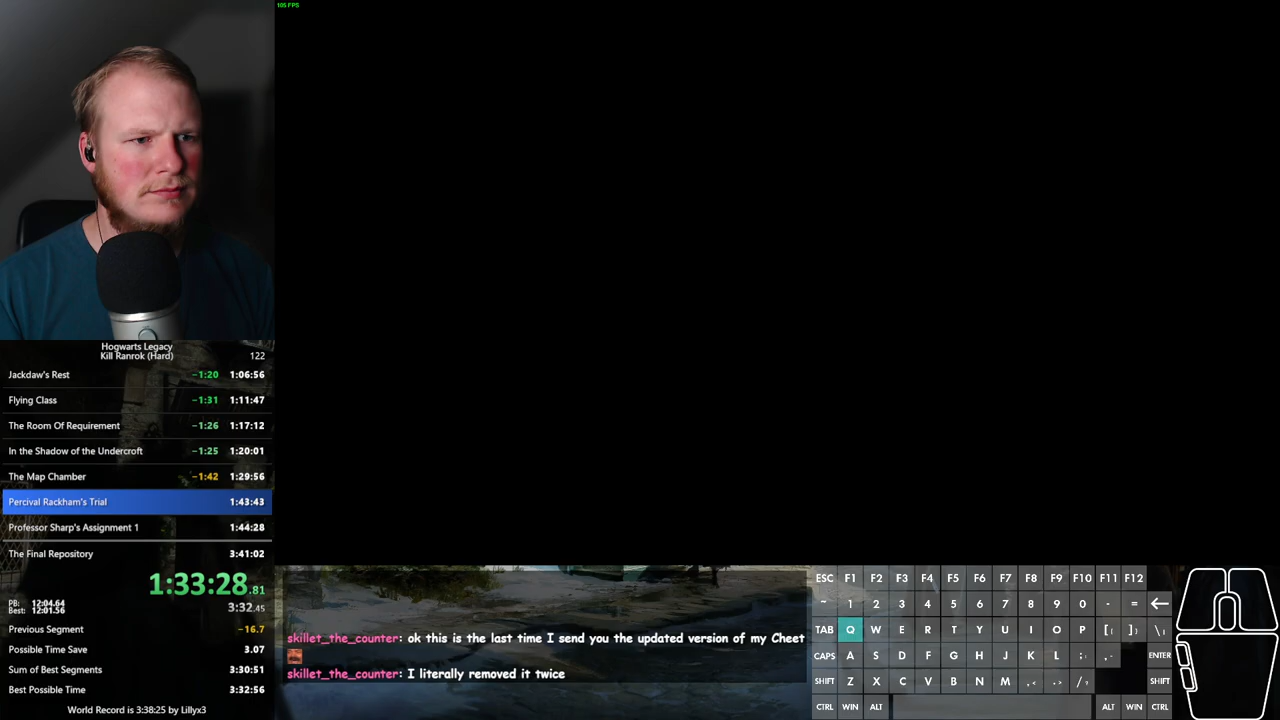 105 FPS
Hogwarts Legacy
Kill Ranrok (Hard) 122
Jackdaw's Rest -1:20 1:06:56
Flying Class -1:31 1:11:47
The Room Of Requirement -1:26 1:17:12
In the Shadow of the Undercroft -1:25 1:20:01
The Map Chamber -1:42 1:29:56
Percival Rackham's Trial 1:43:43
Professor Sharp's Assignment 1 1:44:28
The Final Repository 3:41:02
1:33:28.81
PB: 12:04.64
Best: 12:01.56
3:32.45
Previous Segment -16.7
Possible Time Save 3.07
Sum of Best Segments 3:30:51
Best Possible Time 3:32:56
World Record is 3:38:25 by Lillyx3
skillet_the_counter: ok this is the last time I send you the updated version of my Cheet
skillet_the_counter: I literally removed it twice
ESC F1 F2 F3 F4 F5 F6 F7 F8 F9 F10 F11 F12
~ 1 2 3 4 5 6 7 8 9 0 - = ←
TAB Q W E R T Y U I O P [{ ]} \|
CAPS A S D F G H J K L ;: ,- ENTER
SHIFT Z X C V B N M ,< .> /? SHIFT
CTRL WIN ALT ALT WIN CTRL